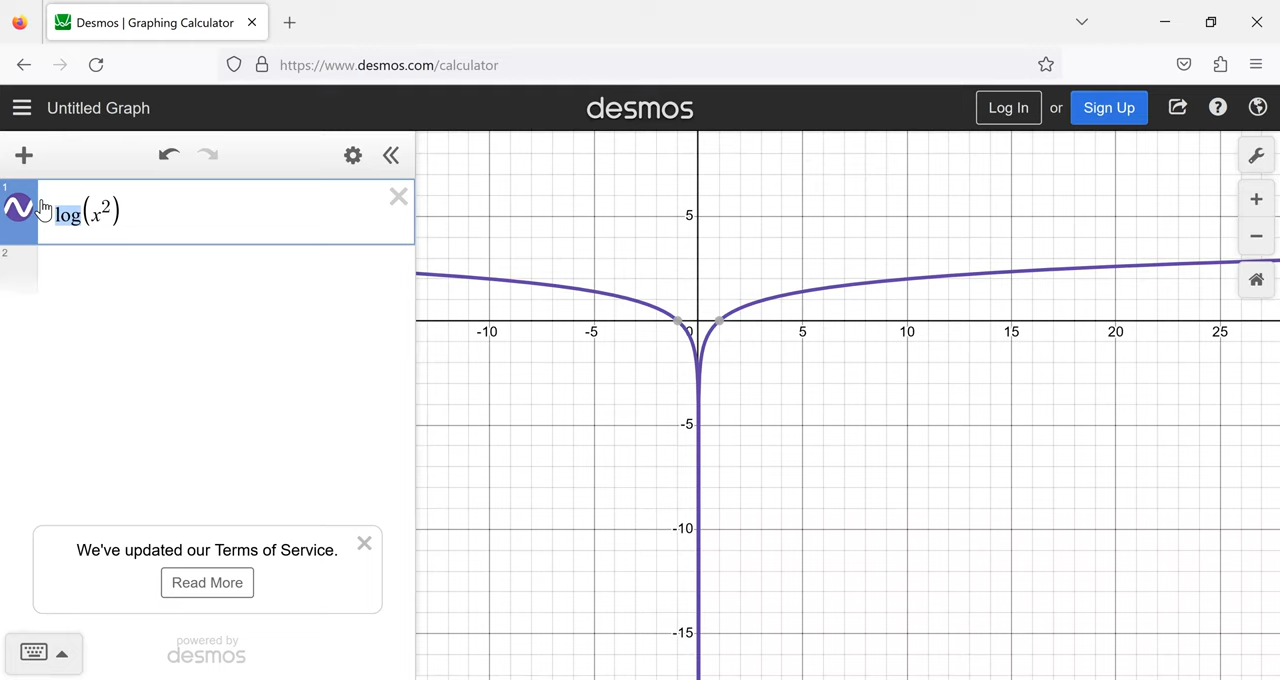 Desmos | Graphing Calculator
https://www.desmos.com/calculator
Untitled Graph
desmos
Log In or Sign Up
1
log(x²)
2
5
-10 -5 0 5 10 15 20 25
-5
-10
-15
We've updated our Terms of Service.
Read More
powered by
desmos